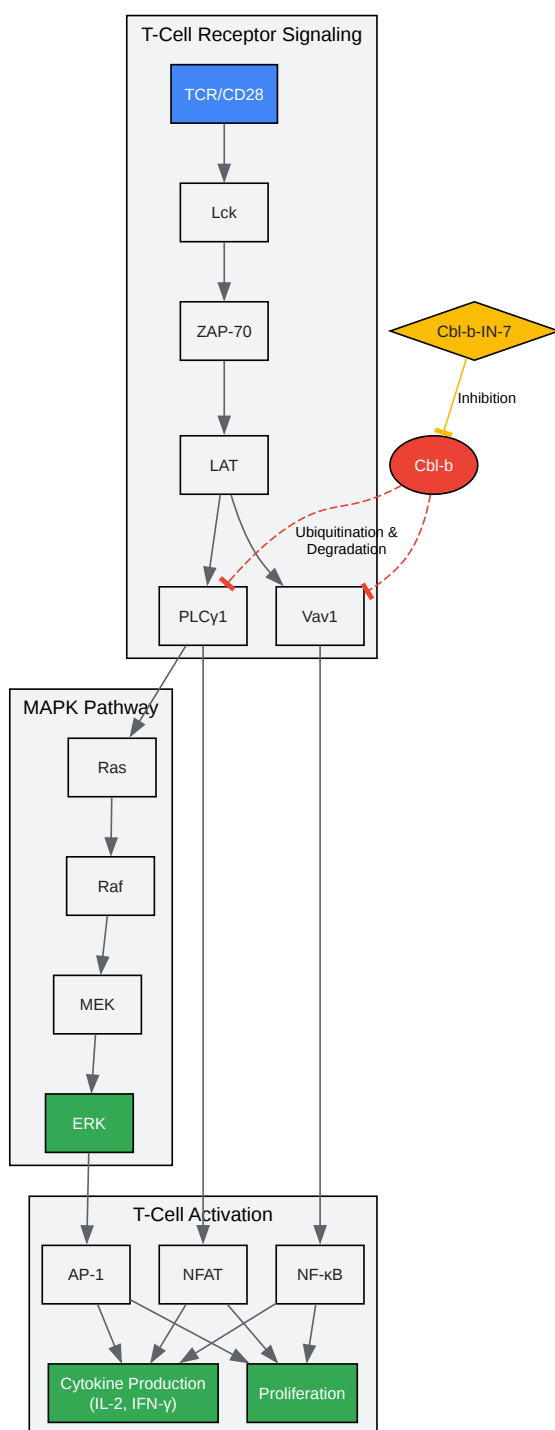 T-Cell Receptor Signaling
TCR/CD28
Lck
ZAP-70
Cbl-b-IN-7
Inhibition
LAT
Cbl-b
Ubiquitination &
Degradation
PLCγ1
Vav1
MAPK Pathway
Ras
Raf
MEK
ERK
T-Cell Activation
AP-1
NFAT
NF-κB
Cytokine Production
(IL-2, IFN-γ)
Proliferation